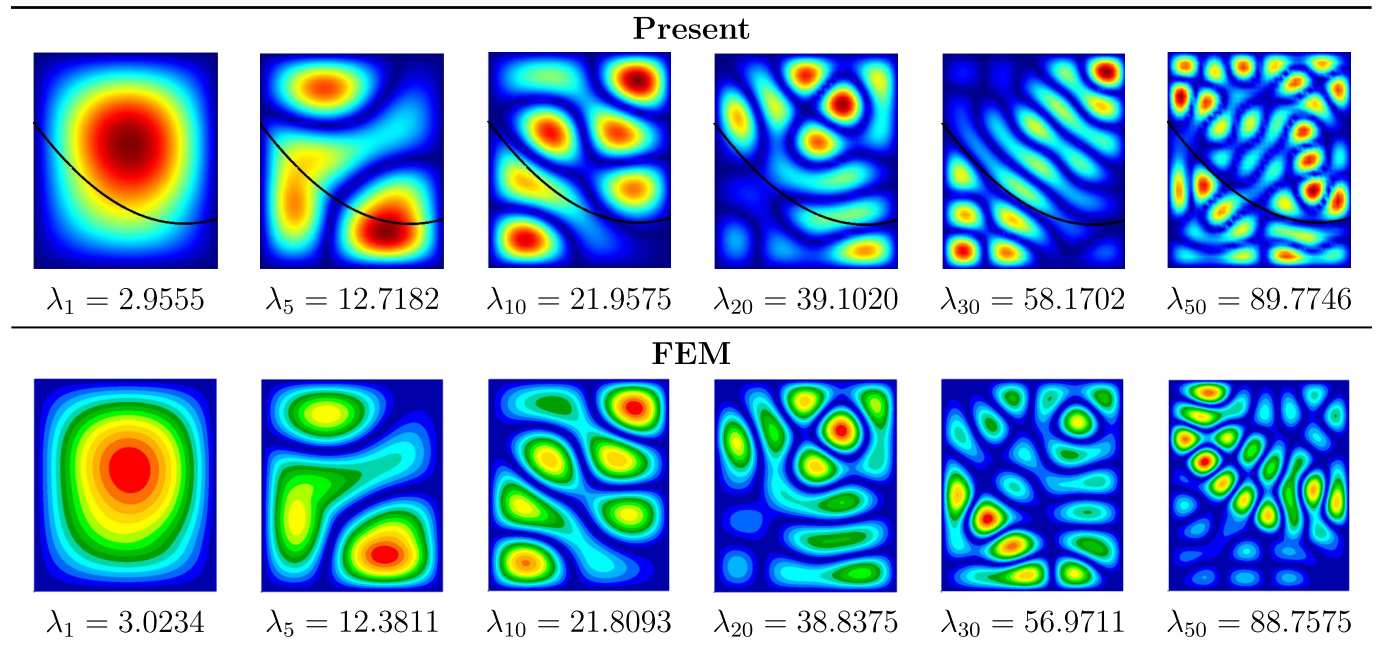 Present
λ₁ = 2.9555 λ₅ = 12.7182 λ₁₀ = 21.9575 λ₂₀ = 39.1020 λ₃₀ = 58.1702 λ₅₀ = 89.7746
FEM
λ₁ = 3.0234 λ₅ = 12.3811 λ₁₀ = 21.8093 λ₂₀ = 38.8375 λ₃₀ = 56.9711 λ₅₀ = 88.7575